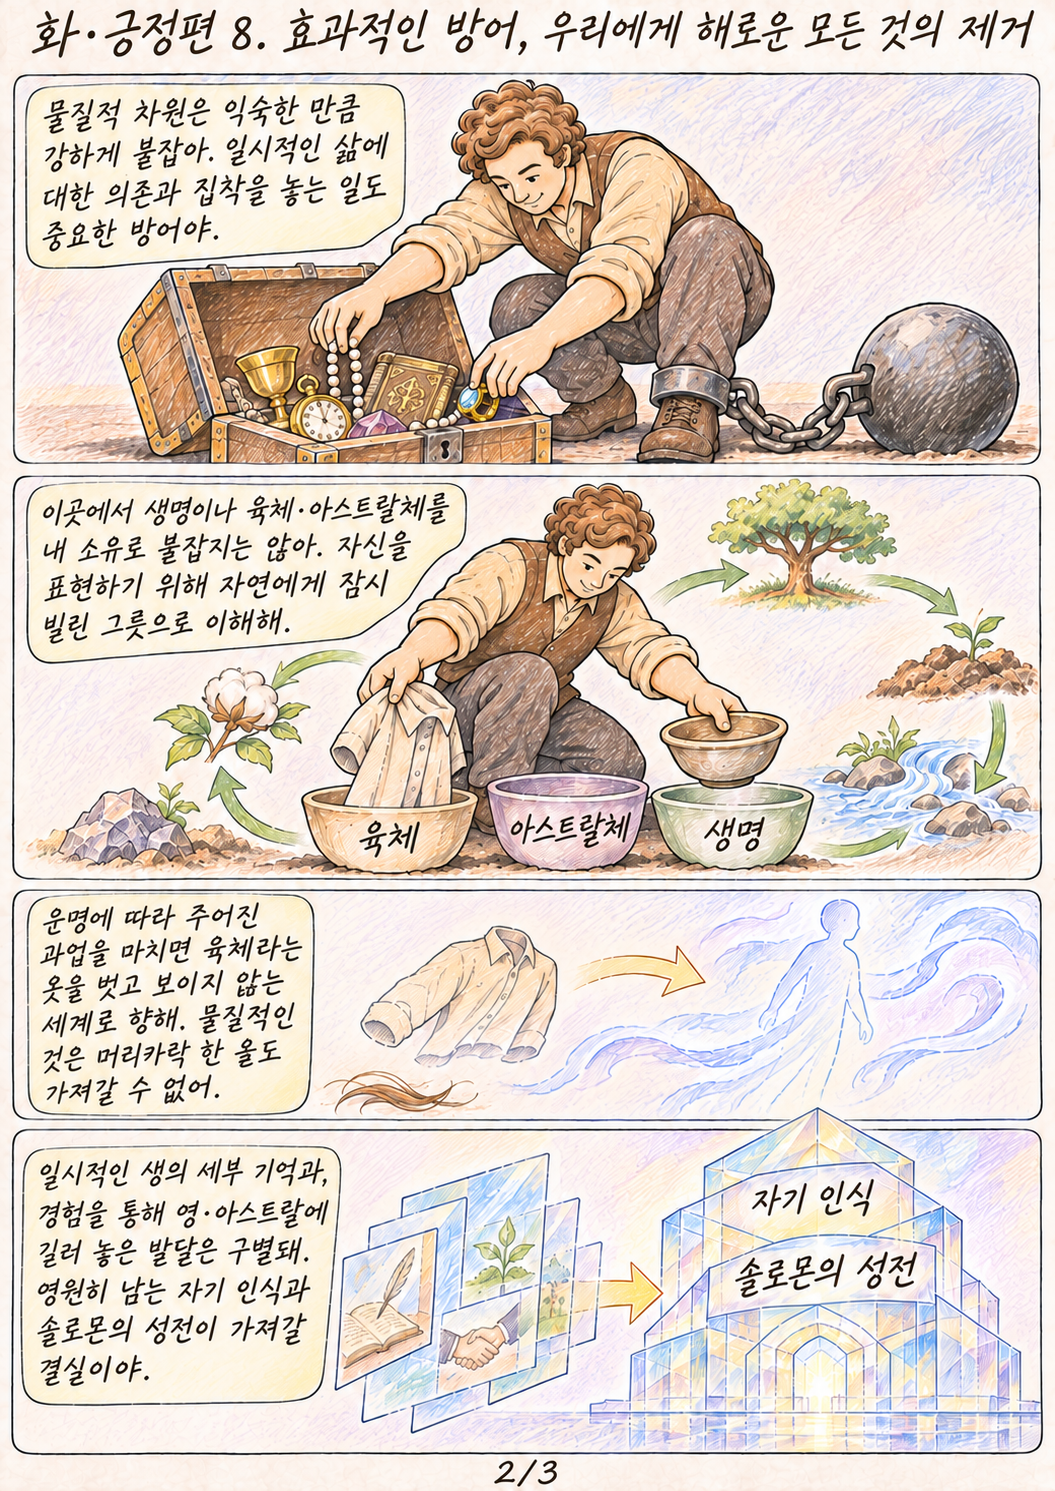 화·긍정편 8. 효과적인 방어, 우리에게 해로운 모든 것의 제거
물질적 차원은 익숙한 만큼
강하게 붙잡아. 일시적인 삶에
대한 의존과 집착을 놓는 일도
중요한 방어야.
이곳에서 생명이나 육체·아스트랄체를
내 소유로 붙잡지는 않아. 자신을
표현하기 위해 자연에게 잠시
빌린 그릇으로 이해해.
육체
아스트랄체
생명
운명에 따라 주어진
과업을 마치면 육체라는
옷을 벗고 보이지 않는
세계로 향해. 물질적인
것은 머리카락 한 올도
가져갈 수 없어.
일시적인 생의 세부 기억과,
경험을 통해 영·아스트랄에
길러 놓은 발달은 구별돼.
영원히 남는 자기 인식과
솔로몬의 성전이 가져갈
결실이야.
자기 인식
솔로몬의 성전
2/3